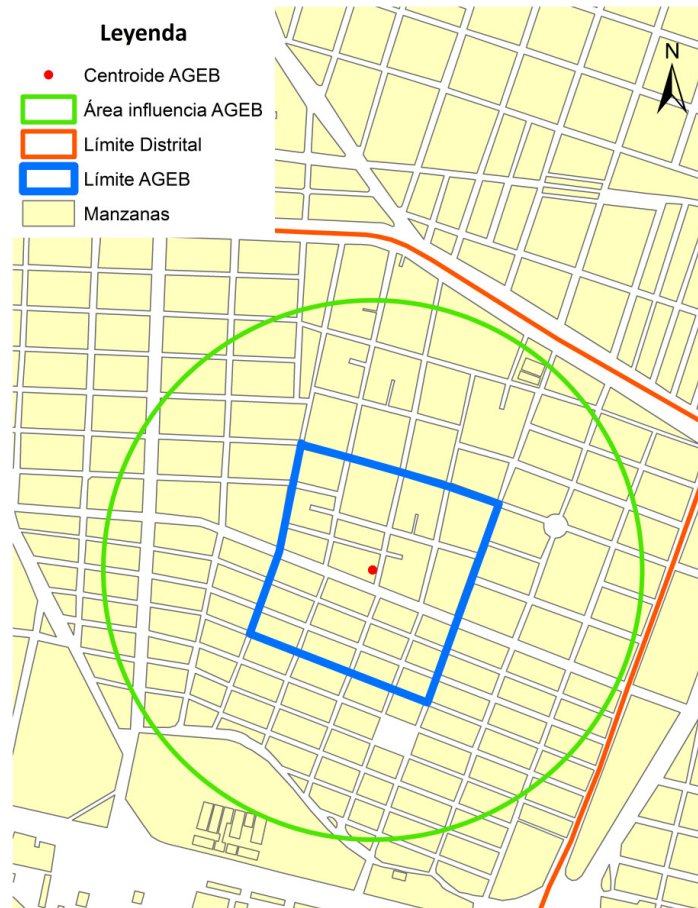 Leyenda
Centroide AGEB
Área influencia AGEB
Límite Distrital
Límite AGEB
Manzanas
N